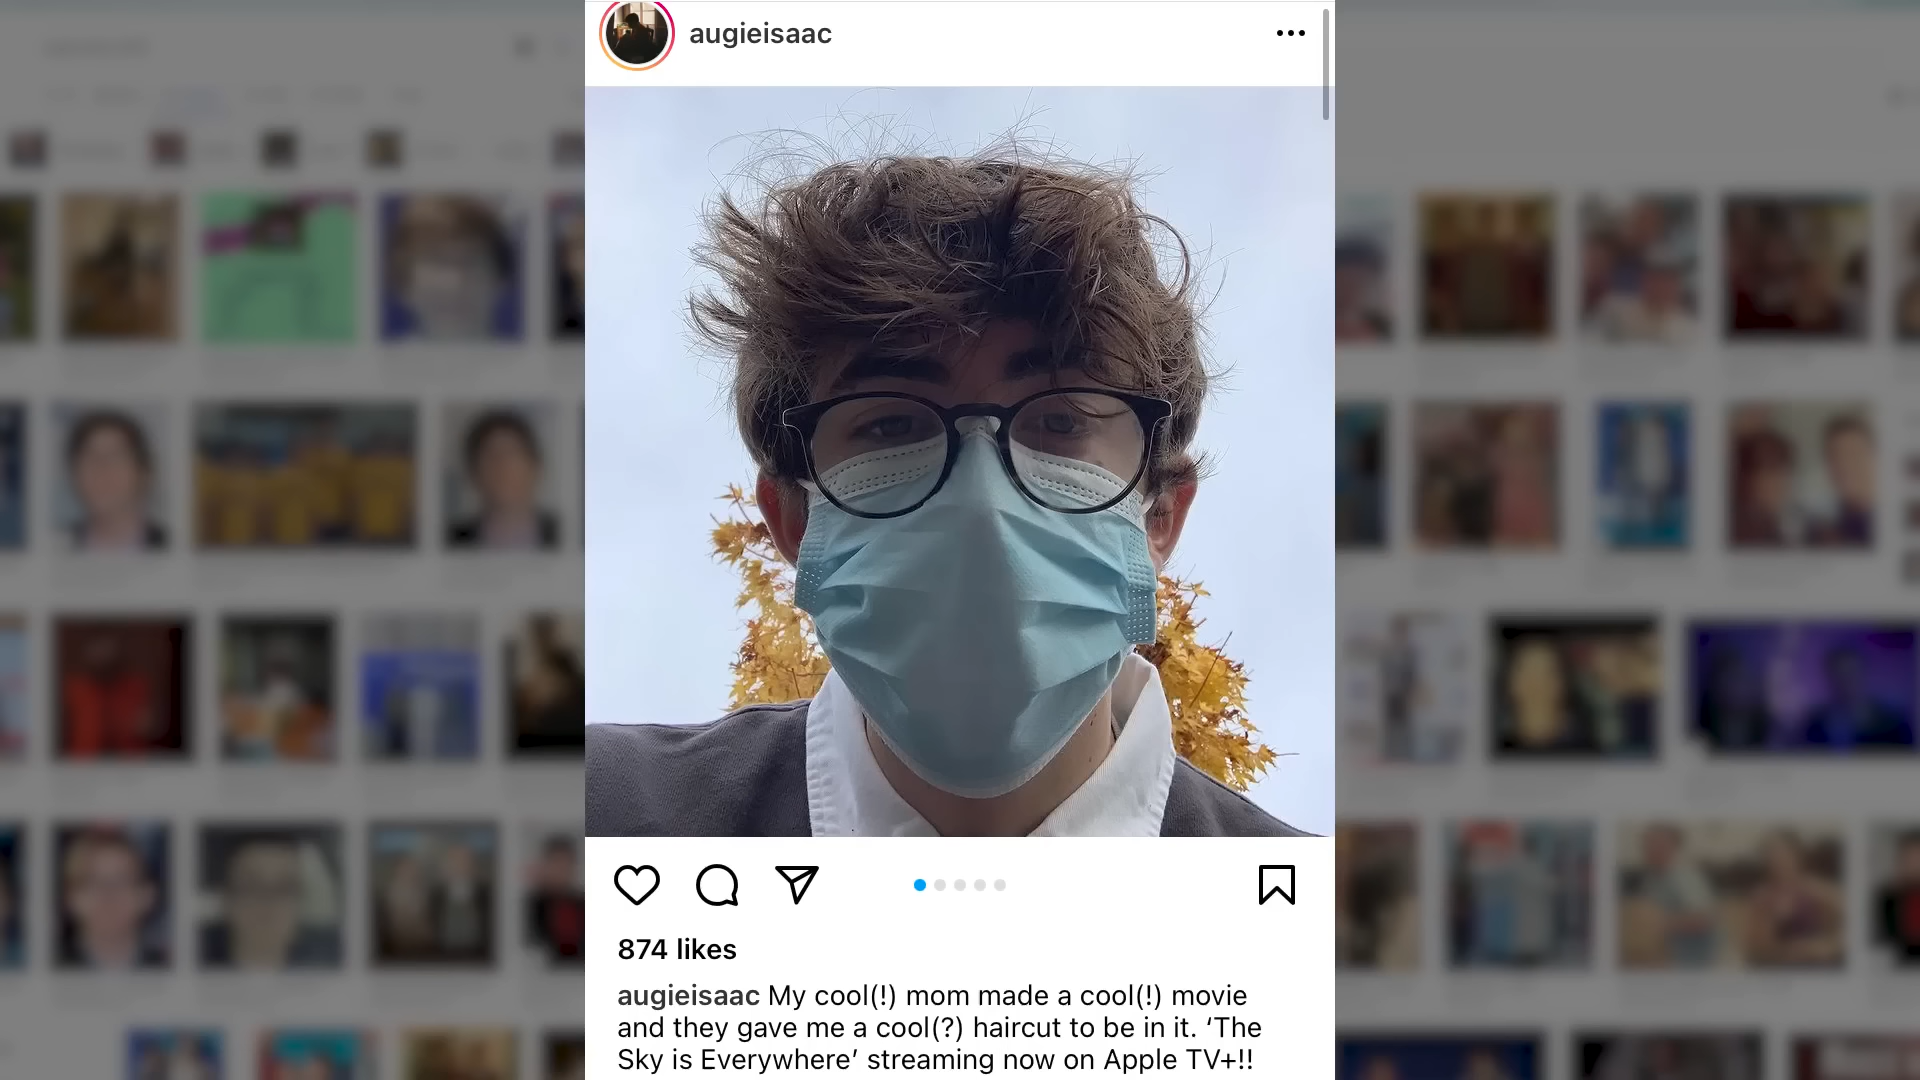 augieisaac
874 likes
augieisaac My cool(!) mom made a cool(!) movie
and they gave me a cool(?) haircut to be in it. ‘The
Sky is Everywhere’ streaming now on Apple TV+!!